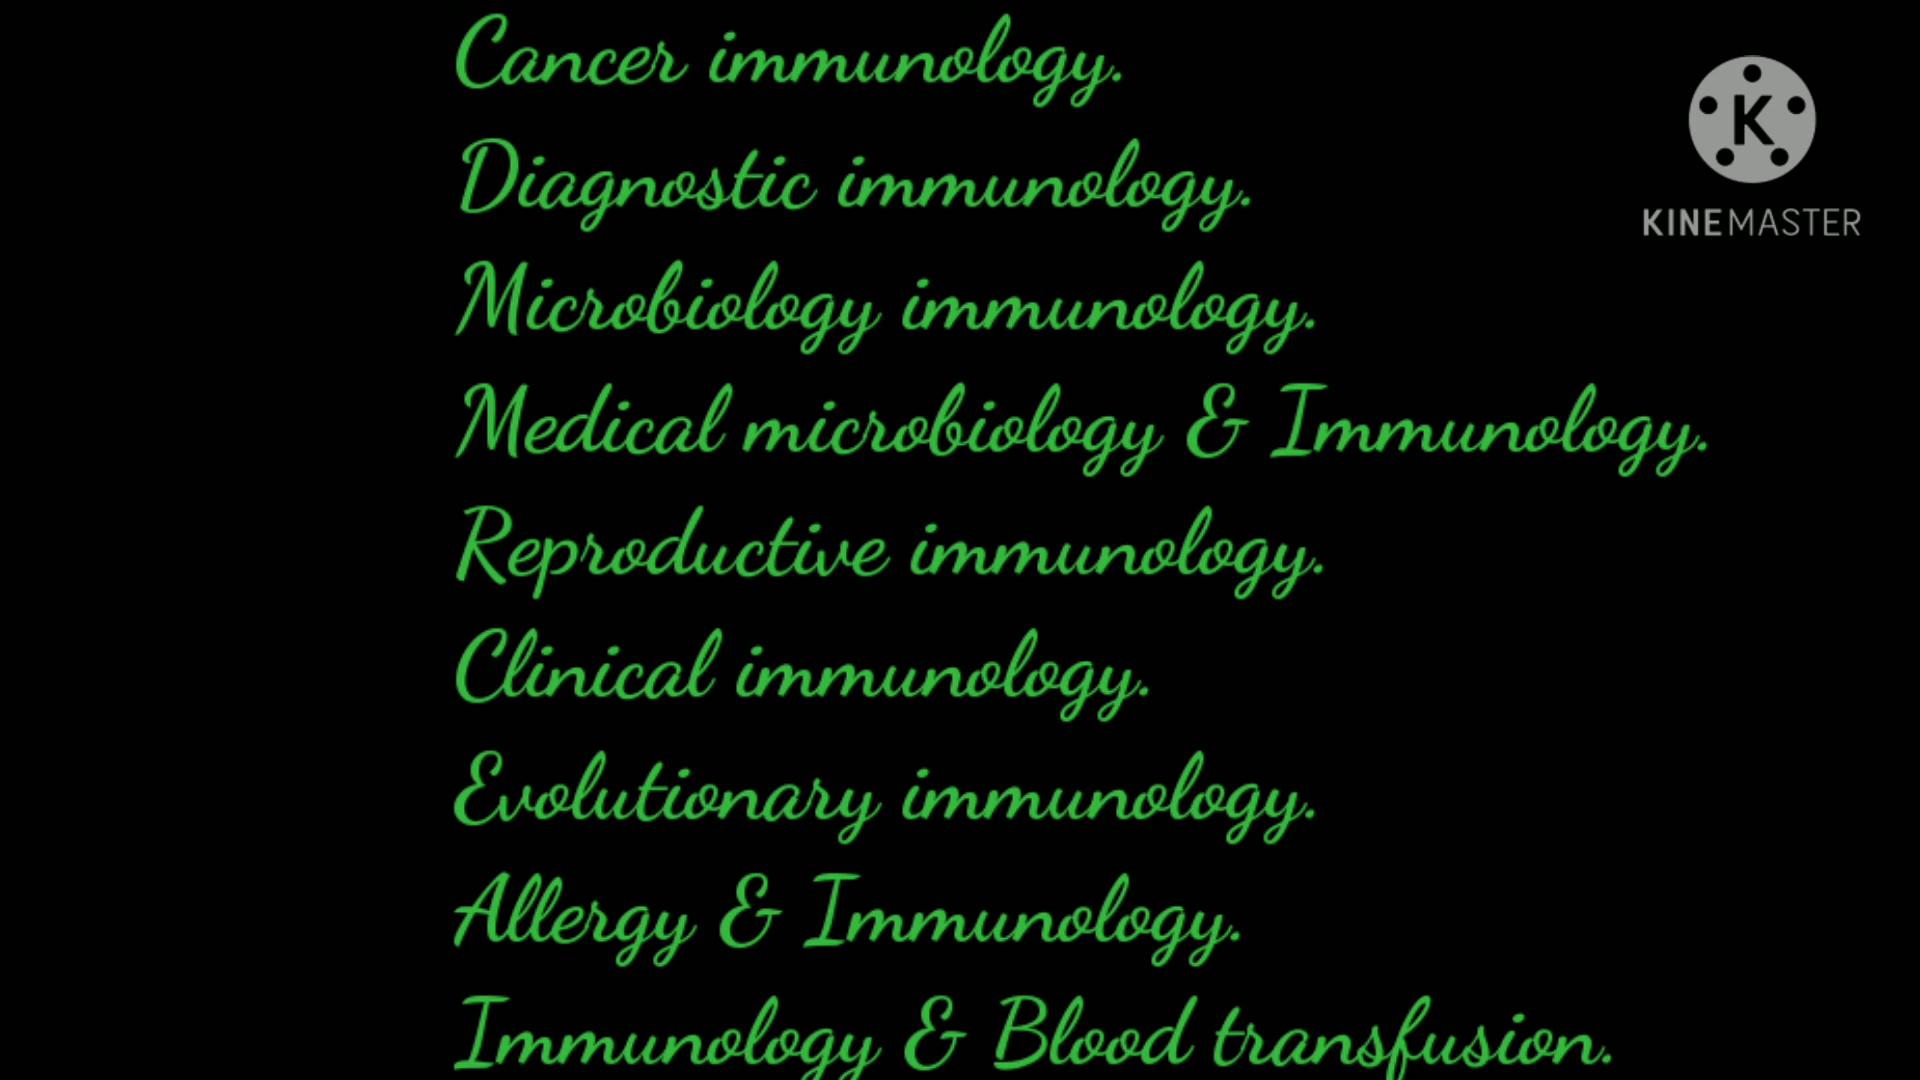 Cancer immunology.
Diagnostic immunology.
Microbiology immunology.
Medical microbiology & Immunology.
Reproductive immunology.
Clinical immunology.
Evolutionary immunology.
Allergy & Immunology.
Immunology & Blood transfusion.
K
KINEMASTER